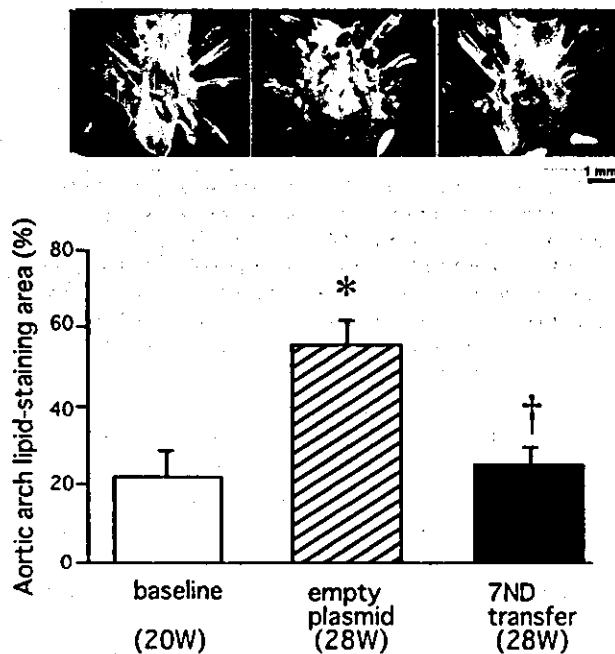 1 mm
Aortic arch lipid-staining area (%)
80
60
40
20
0
*
†
baseline
(20W)
empty
plasmid
(28W)
7ND
transfer
(28W)